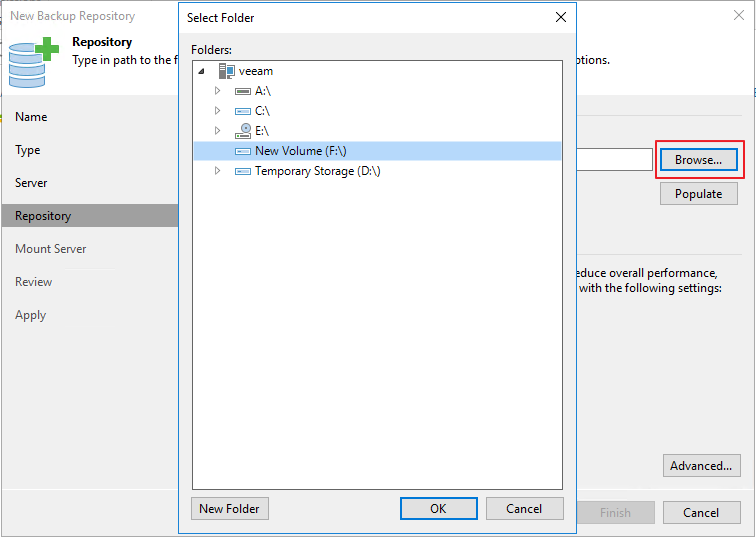 New Backup Repository
Repository
Type in path to the f
ptions.
Name
Type
Server
Repository
Mount Server
Review
Apply
Select Folder
Folders:
veeam
A:\
C:\
E:\
New Volume (F:\)
Temporary Storage (D:\)
New Folder
OK
Cancel
Browse...
Populate
educe overall performance,
with the following settings:
Advanced...
Finish
Cancel